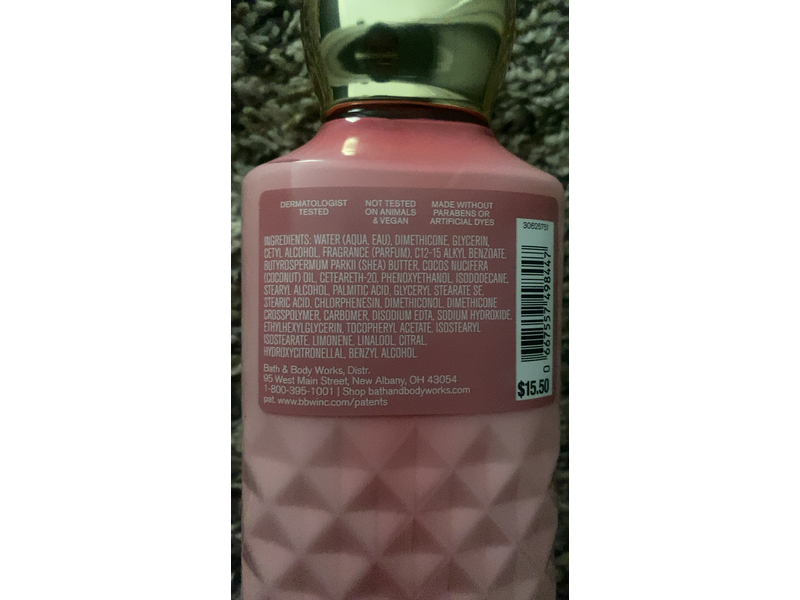 DERMATOLOGIST
TESTED
NOT TESTED
ON ANIMALS
& VEGAN
MADE WITHOUT
PARABENS OR
ARTIFICIAL DYES
INGREDIENTS: WATER (AQUA, EAU), DIMETHICONE, GLYCERIN,
CETYL ALCOHOL, FRAGRANCE (PARFUM), C12-15 ALKYL BENZOATE,
BUTYROSPERMUM PARKII (SHEA) BUTTER, COCOS NUCIFERA
(COCONUT) OIL, CETEARETH-20, PHENOXYETHANOL, ISODODECANE,
STEARYL ALCOHOL, PALMITIC ACID, GLYCERYL STEARATE SE,
STEARIC ACID, CHLORPHENESIN, DIMETHICONOL, DIMETHICONE
CROSSPOLYMER, CARBOMER, DISODIUM EDTA, SODIUM HYDROXIDE,
ETHYLHEXYLGLYCERIN, TOCOPHERYL ACETATE, ISOSTEARYL
ISOSTEARATE, LIMONENE, LINALOOL, CITRAL,
HYDROXYCITRONELLAL, BENZYL ALCOHOL.
Bath & Body Works, Distr.
95 West Main Street, New Albany, OH 43054
1-800-395-1001 | Shop bathandbodyworks.com
pat. www.bbwinc.com/patents
0 667557 498447
$15.50